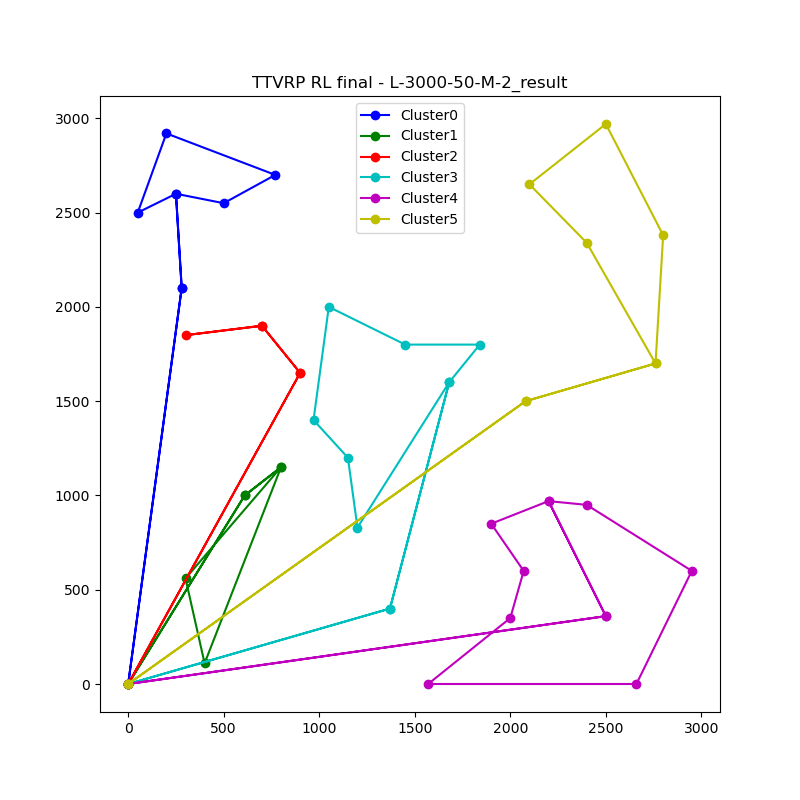 TTVRP RL final - L-3000-50-M-2_result
Cluster0
Cluster1
Cluster2
Cluster3
Cluster4
Cluster5
3000
2500
2000
1500
1000
500
0
0 500 1000 1500 2000 2500 3000